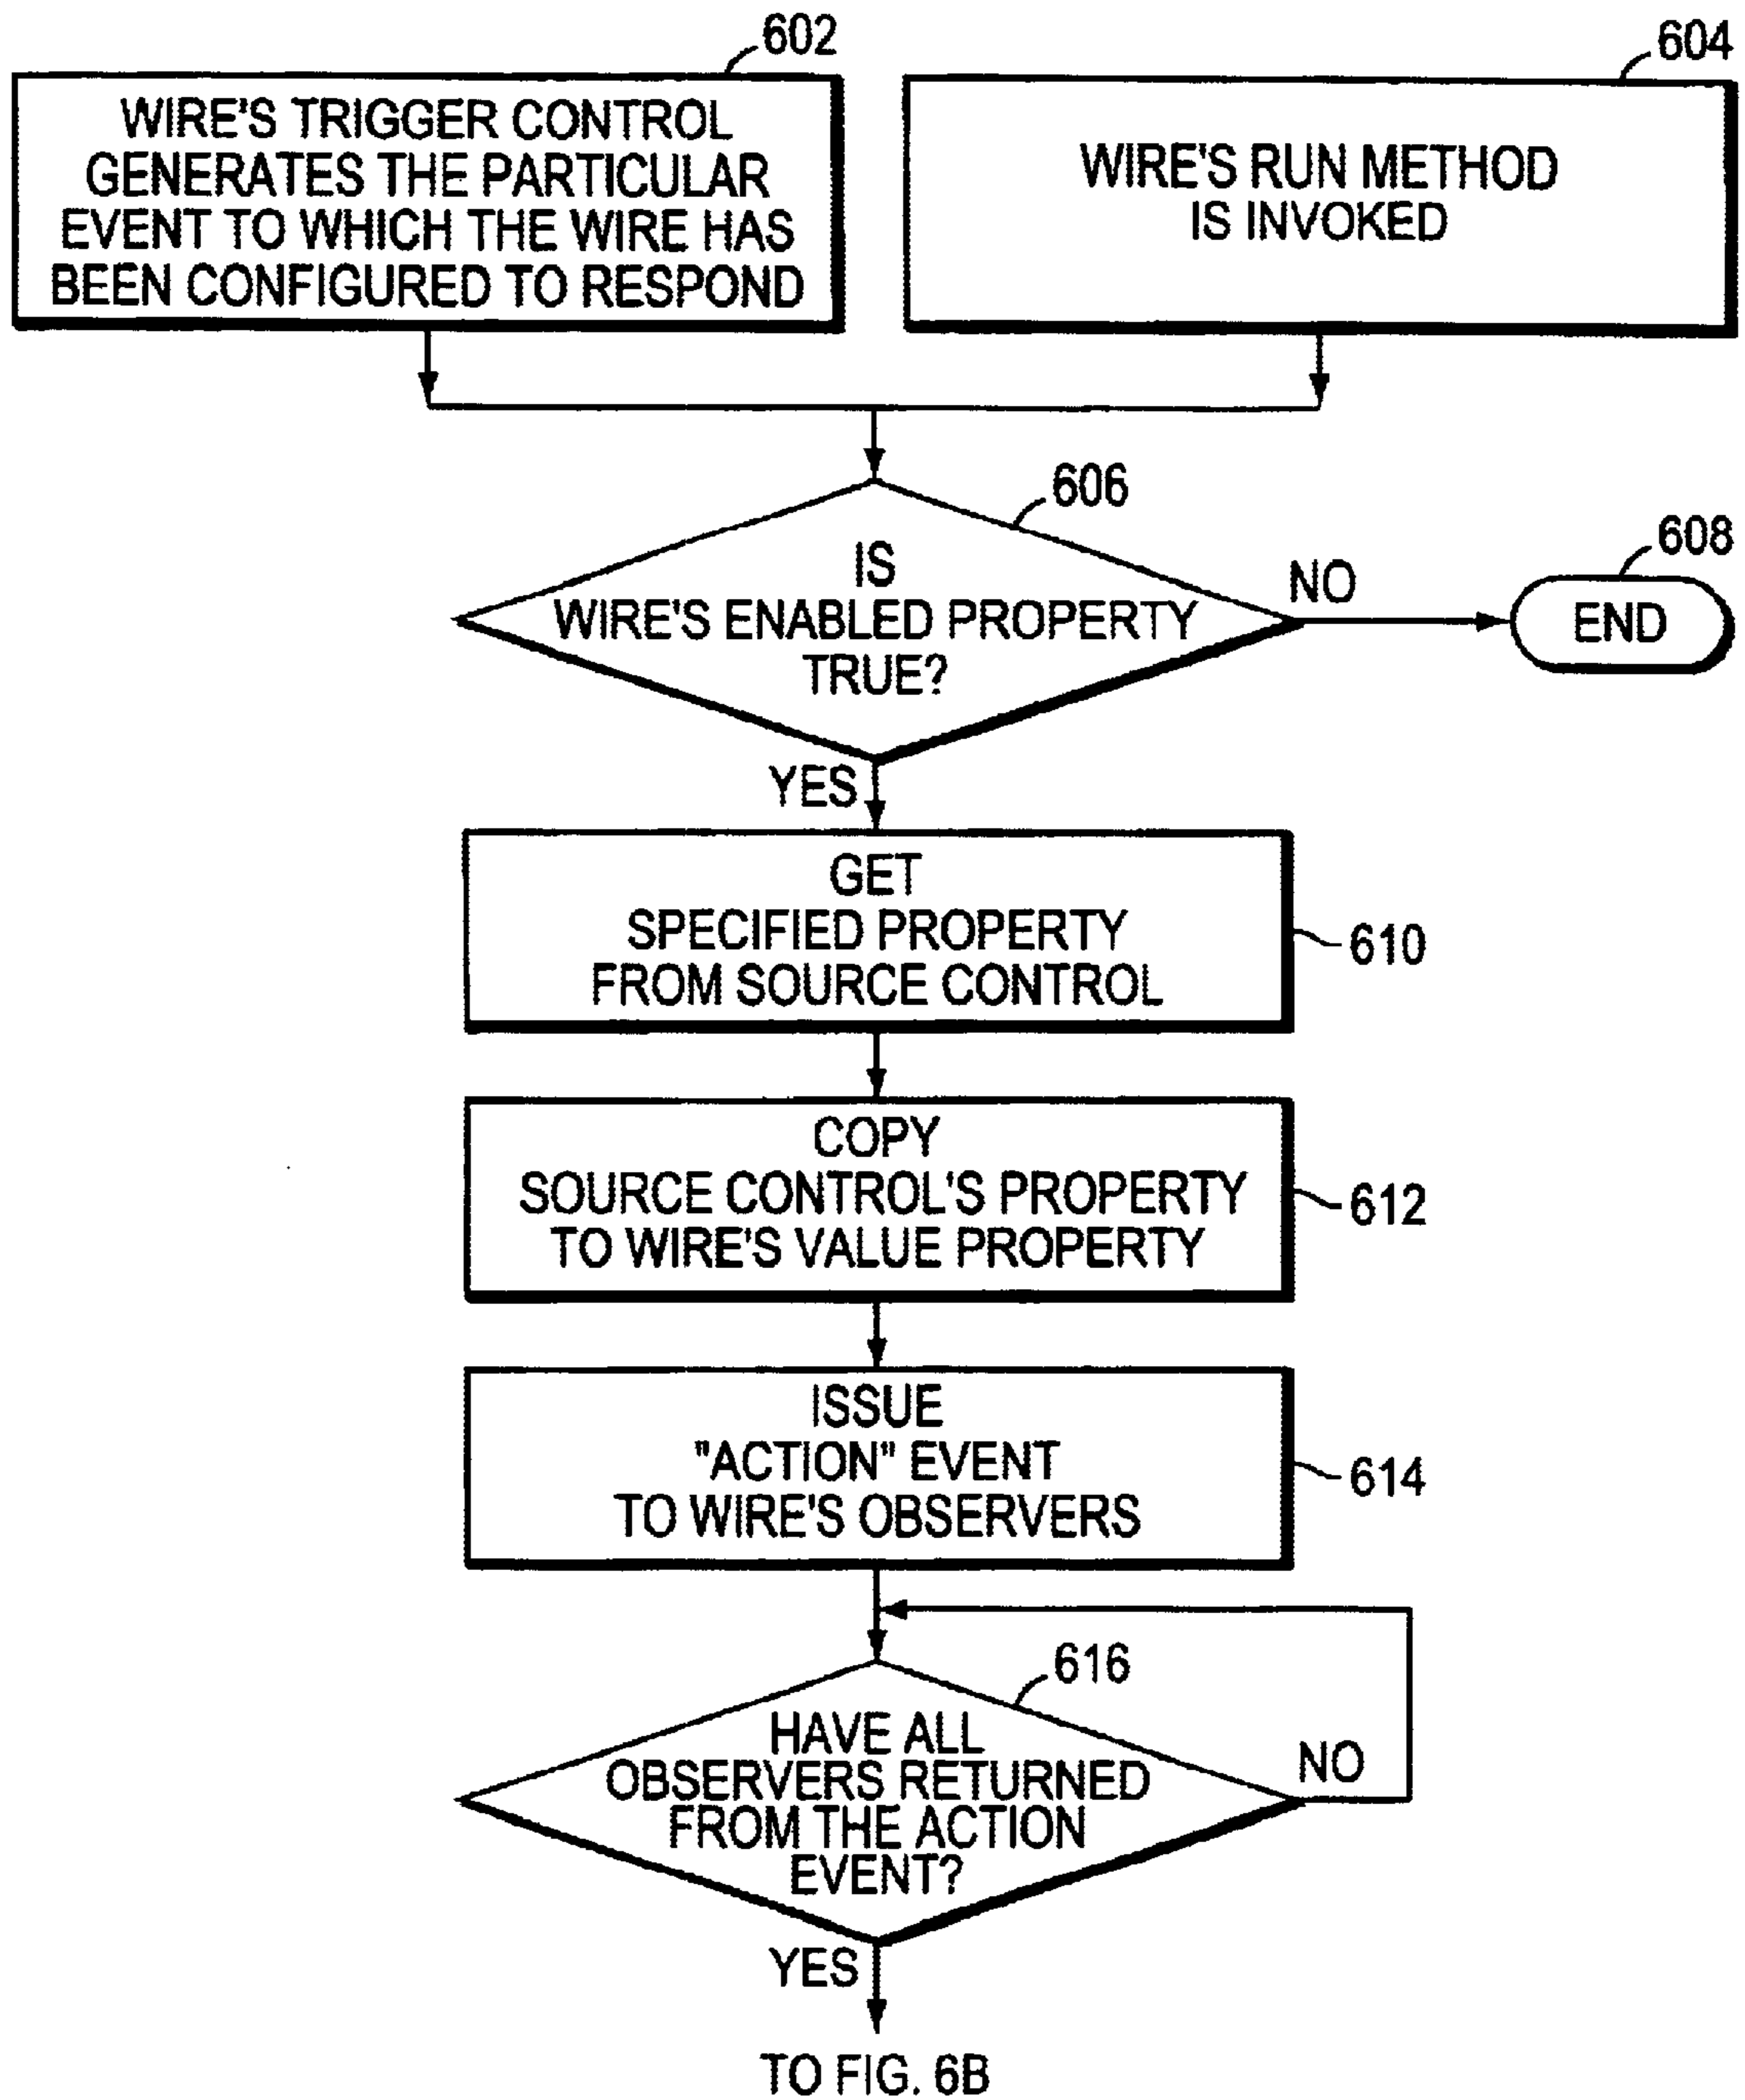 602
WIRE'S TRIGGER CONTROL
GENERATES THE PARTICULAR
EVENT TO WHICH THE WIRE HAS
BEEN CONFIGURED TO RESPOND
604
WIRE'S RUN METHOD
IS INVOKED
606
IS
WIRE'S ENABLED PROPERTY
TRUE?
NO
608
END
YES
GET
SPECIFIED PROPERTY
FROM SOURCE CONTROL
610
COPY
SOURCE CONTROL'S PROPERTY
TO WIRE'S VALUE PROPERTY
612
ISSUE
"ACTION" EVENT
TO WIRE'S OBSERVERS
614
616
HAVE ALL
OBSERVERS RETURNED
FROM THE ACTION
EVENT?
NO
YES
TO FIG. 6B